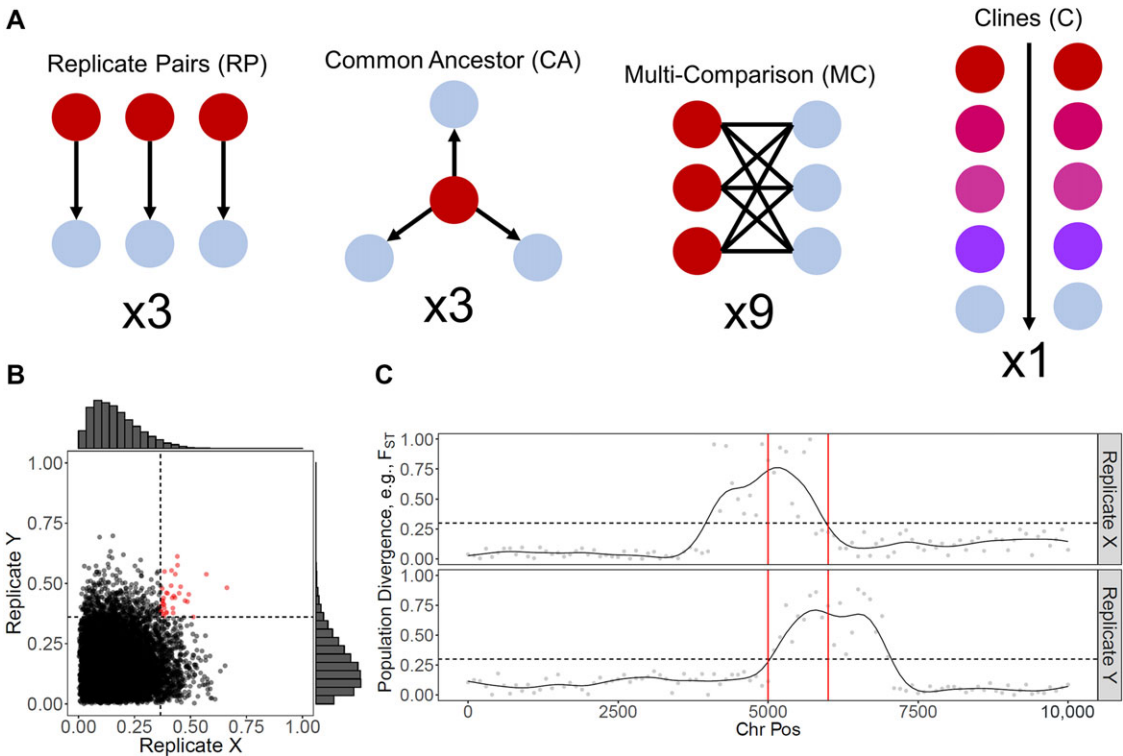 A
Replicate Pairs (RP)
Common Ancestor (CA)
Multi-Comparison (MC)
Clines (C)
x3
x3
x9
x1
B
Replicate Y
1.00
0.75
0.50
0.25
0.00
0.00 0.25 0.50 0.75 1.00
Replicate X
C
Population Divergence, e.g., FST
1.00
0.75
0.50
0.25
0.00
Replicate X
1.00
0.75
0.50
0.25
0.00
Replicate Y
0 2500 5000 7500 10,000
Chr Pos